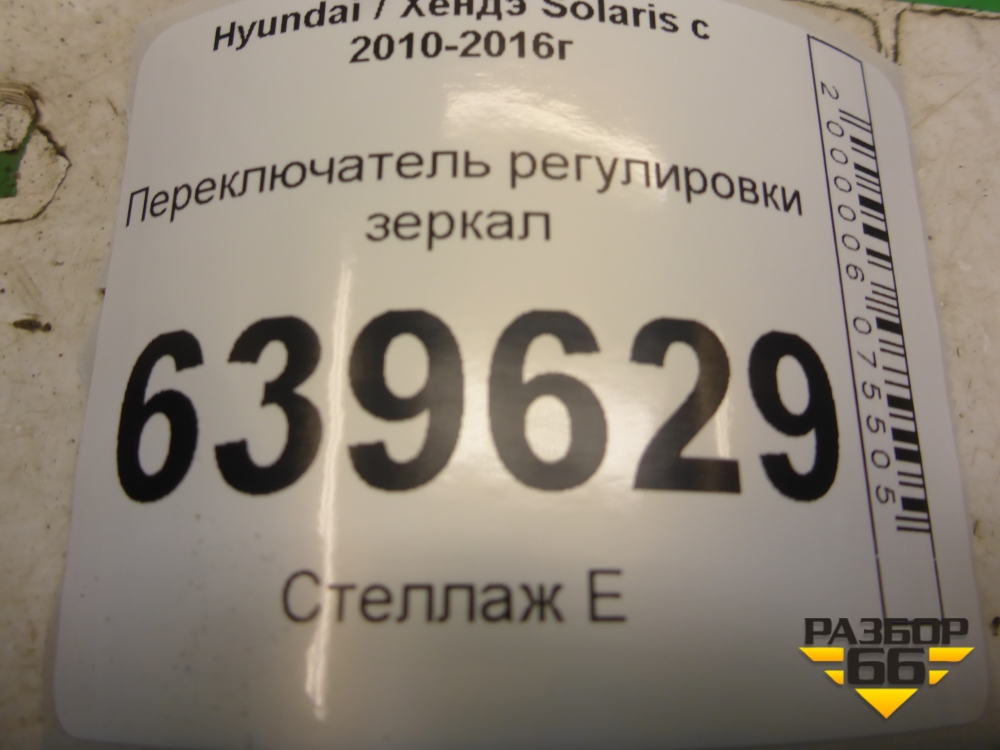 Hyundai / Хендэ Solaris с
2010-2016г
Переключатель регулировки
зеркал
639629
Стеллаж Е
2000006075505
РАЗБОР
66